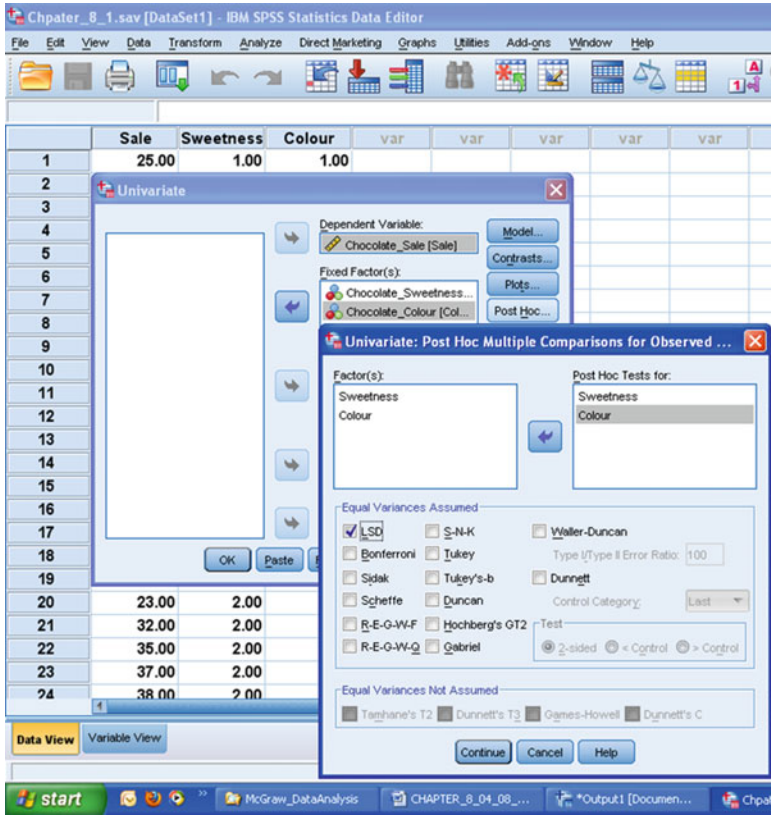 Chpater_8_1.sav [DataSet1] - IBM SPSS Statistics Data Editor
File Edit View Data Transform Analyze Direct Marketing Graphs Utilities Add-ons Window Help
A
1
Sale Sweetness Colour var var var var var
1 25.00 1.00 1.00
2
3
4
5
6
7
8
9
10
11
12
13
14
15
16
17
18
19
20 23.00 2.00
21 32.00 2.00
22 35.00 2.00
23 37.00 2.00
24 38.00 2.00
Univariate
Dependent Variable:
Chocolate_Sale [Sale]
Fixed Factor(s):
Chocolate_Sweetness...
Chocolate_Colour [Col...
Model...
Contrasts...
Plots...
Post Hoc...
OK Paste
Univariate: Post Hoc Multiple Comparisons for Observed ...
Factor(s):
Sweetness
Colour
Post Hoc Tests for:
Sweetness
Colour
Equal Variances Assumed
LSD S-N-K Waller-Duncan
Bonferroni Tukey Type I/Type II Error Ratio: 100
Sidak Tukey's-b Dunnett
Scheffe Duncan Control Category: Last
R-E-G-W-F Hochberg's GT2 Test
R-E-G-W-Q Gabriel 2-sided < Control > Control
Equal Variances Not Assumed
Tamhane's T2 Dunnett's T3 Games-Howell Dunnett's C
Continue Cancel Help
Data View Variable View
start McGraw_DataAnalysis CHAPTER_8_04_08_... *Output1 [Documen... Chpat